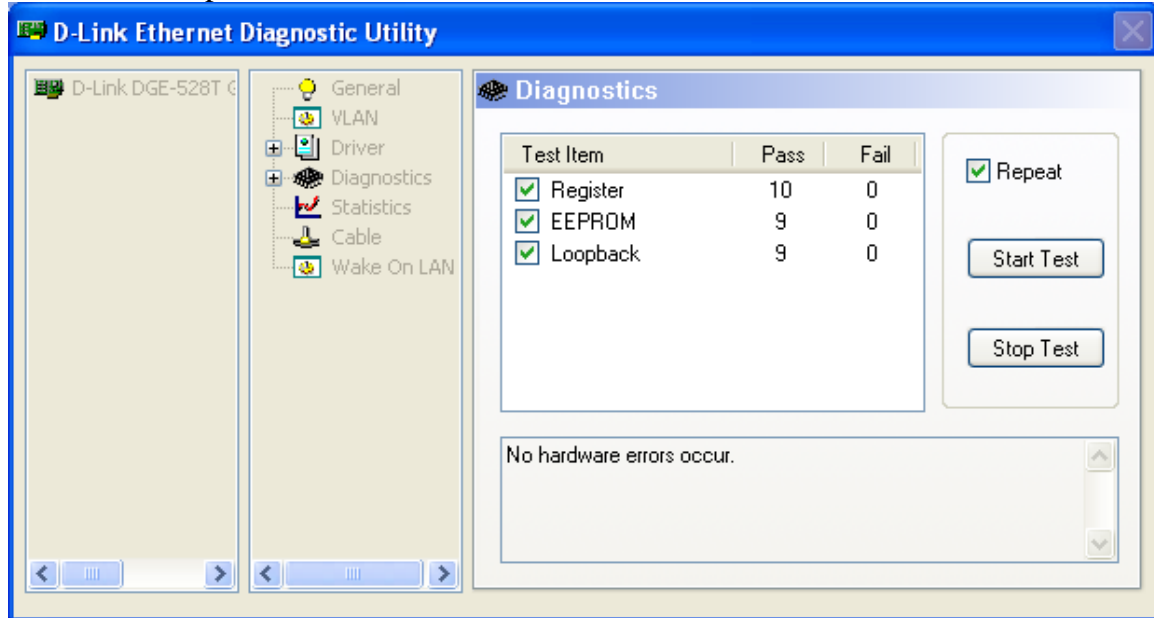 D-Link Ethernet Diagnostic Utility
D-Link DGE-528T G
General
VLAN
Driver
Diagnostics
Statistics
Cable
Wake On LAN
Diagnostics
Test Item Pass Fail
Register 10 0
EEPROM 9 0
Loopback 9 0
Repeat
Start Test
Stop Test
No hardware errors occur.